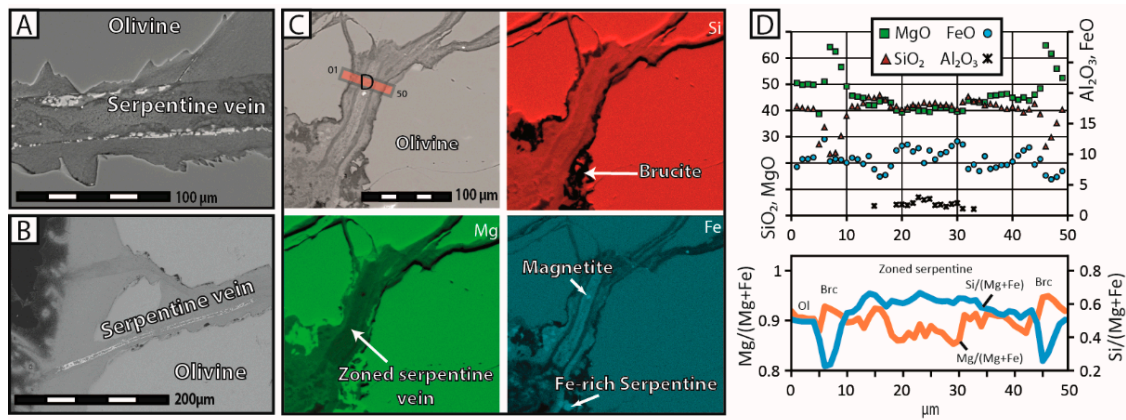 A
Olivine
Serpentine vein
100 µm
B
Serpentine vein
Olivine
200µm
C
01
D
50
Olivine
100 µm
Si
Brucite
Mg
Zoned serpentine
vein
Fe
Magnetite
Fe-rich Serpentine
D
MgO FeO
SiO₂ Al₂O₃
60
50
40
30
SiO₂, MgO
0 10 20 30 40 50
30
20
15
10
5
0
Al₂O₃, FeO
Zoned serpentine
Ol
Brc
Si/(Mg+Fe)
Brc
Mg/(Mg+Fe)
1
0.9
0.8
Mg/(Mg+Fe)
0.8
0.6
0.4
0.2
Si/(Mg+Fe)
0 10 20 30 40 50
µm